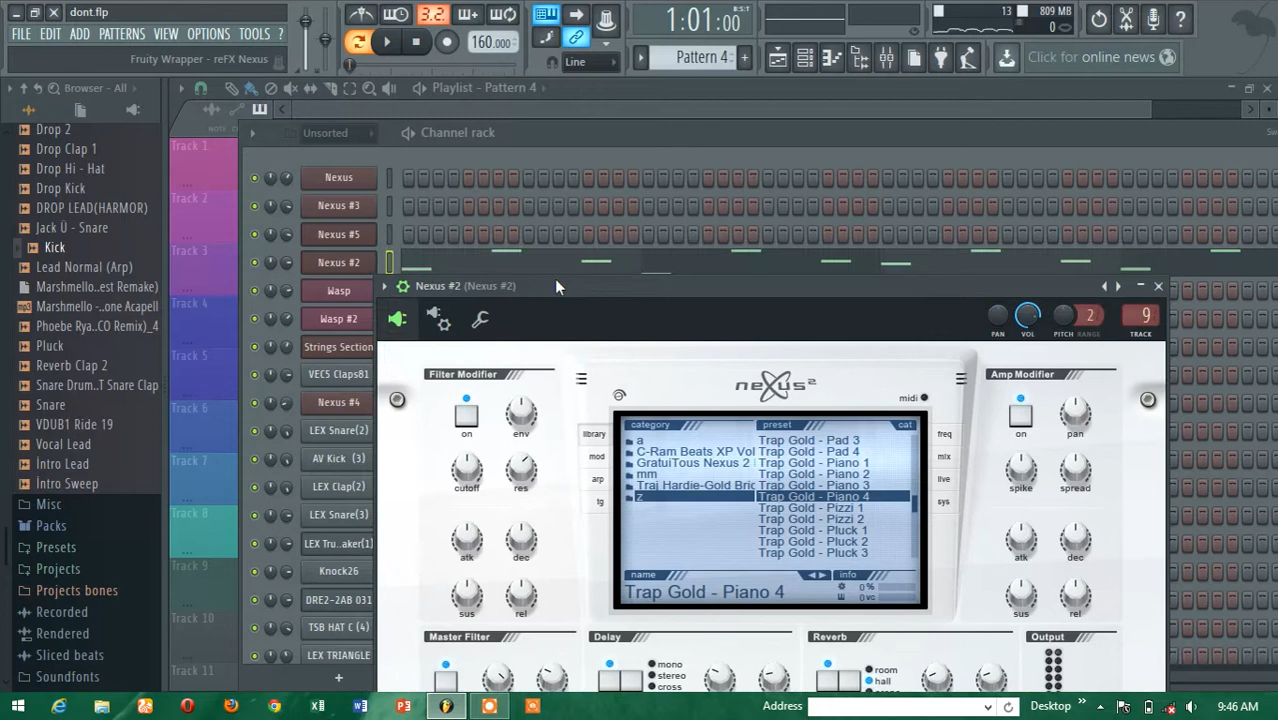 dont.flp
3.2
1:01:00
B:S:T
13
809 MB
0
FILE EDIT ADD PATTERNS VIEW OPTIONS TOOLS ?
160.000
Line
Pattern 4
Click for online news
Fruity Wrapper - reFX Nexus
Browser - All
Playlist - Pattern 4
Drop 2
Drop Clap 1
Drop Hi - Hat
Drop Kick
DROP LEAD(HARMOR)
Jack Ü - Snare
Kick
Lead Normal (Arp)
Marshmello...est Remake)
Marshmello - ...one Acapell
Phoebe Rya...CO Remix)_4
Pluck
Reverb Clap 2
Snare Drum...T Snare Clap
Snare
VDUB1 Ride 19
Vocal Lead
İntro Lead
İntro Sweep
Misc
Packs
Presets
Projects
Projects bones
Recorded
Rendered
Sliced beats
Soundfonts
NOTE
Track 1
Track 2
Track 3
Track 4
Track 5
Track 6
Track 7
Track 8
Track 10
Track 11
Unsorted
Channel rack
Nexus
Nexus #3
Nexus #5
Nexus #2
Wasp
Wasp #2
Strings Section
VEC5 Claps81
Nexus #4
LEX Snare(2)
AV Kick (3)
LEX Clap(2)
LEX Snare(3)
LEX Tru..aker(1)
Knock26
DRE2-2AB 031
TSB HAT C (4)
LEX TRIANGLE
Nexus #2 (Nexus #2)
PAN
VOL
PITCH
2
RANGE
9
TRACK
Filter Modifier
on
env
cutoff
res
atk
dec
sus
rel
nexus²
midi
library
mod
arp
tg
category
preset
cat
a
C-Ram Beats XP Vol
GratuiTous Nexus 2
mm
Traj Hardie-Gold Bric
z
Trap Gold - Pad 3
Trap Gold - Pad 4
Trap Gold - Piano 1
Trap Gold - Piano 2
Trap Gold - Piano 3
Trap Gold - Piano 4
Trap Gold - Pizzi 1
Trap Gold - Pizzi 2
Trap Gold - Pluck 1
Trap Gold - Pluck 2
Trap Gold - Pluck 3
name
info
Trap Gold - Piano 4
0 %
0 vc
freq
mix
live
sys
Amp Modifier
on
pan
spike
spread
atk
dec
sus
rel
Master Filter
Delay
mono
stereo
cross
Reverb
room
hall
Output
Address
Desktop
9:46 AM